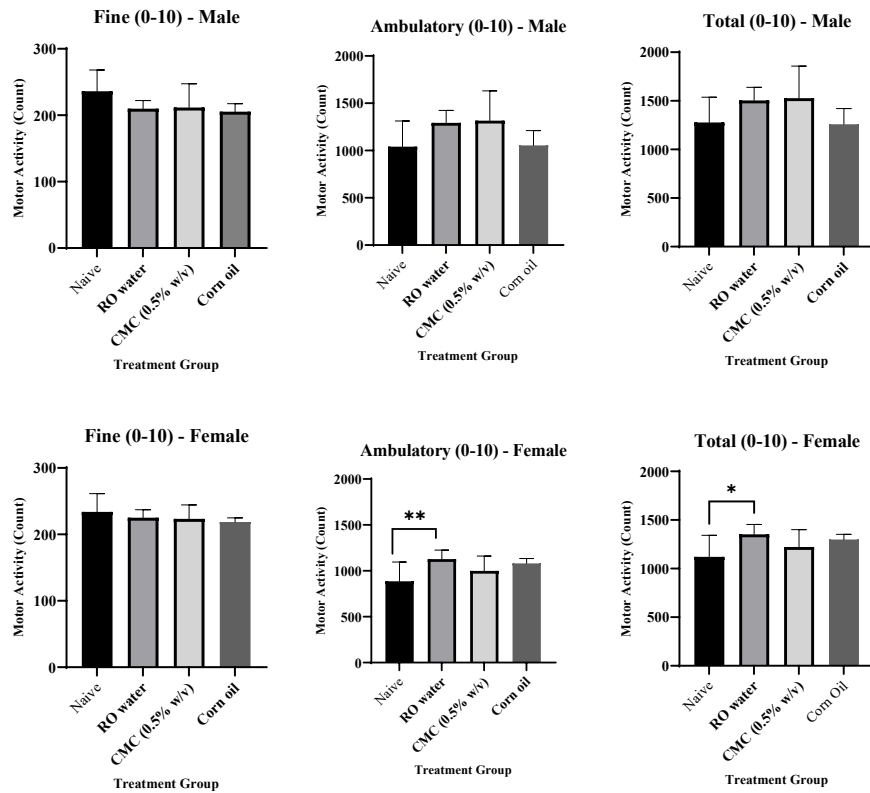 Fine (0-10) - Male
Motor Activity (Count)
300
200
100
0
Naive
RO water
CMC (0.5% w/v)
Corn oil
Treatment Group
Ambulatory (0-10) - Male
Motor Activity (Count)
2000
1500
1000
500
0
Naive
RO water
CMC (0.5% w/v)
Corn oil
Treatment Group
Total (0-10) - Male
Motor Activity (Count)
2000
1500
1000
500
0
Naive
RO water
CMC (0.5% w/v)
Corn oil
Treatment Group
Fine (0-10) - Female
Motor Activity (Count)
300
200
100
0
Naive
RO water
CMC (0.5% w/v)
Corn oil
Treatment Group
Ambulatory (0-10) - Female
Motor Activity (Count)
2000
1500
1000
500
0
**
Naive
RO water
CMC (0.5% w/v)
Corn oil
Treatment Group
Total (0-10) - Female
Motor Activity (Count)
2000
1500
1000
500
0
*
Naive
RO water
CMC (0.5% w/v)
Corn Oil
Treatment Group